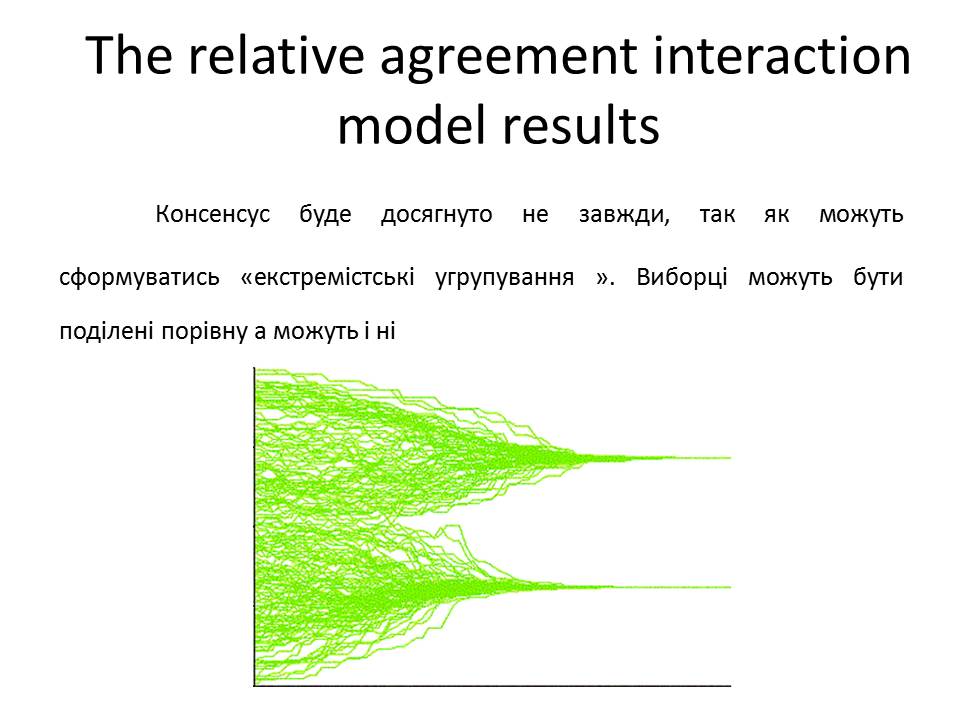 The relative agreement interaction
model results
Консенсус буде досягнуто не завжди, так як можуть
сформуватись «екстремістські угрупування ». Виборці можуть бути
поділені порівну а можуть і ні